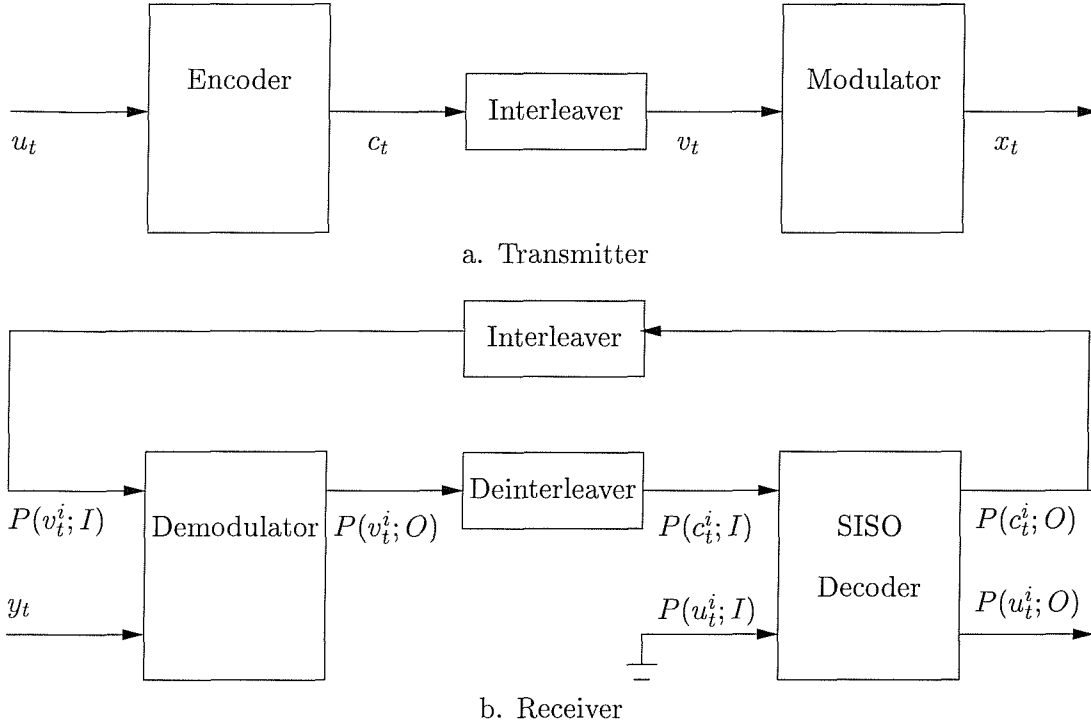 Encoder
Modulator
Interleaver
u_t
c_t
v_t
x_t
a. Transmitter
Interleaver
Deinterleaver
P(v_t^i; I)
Demodulator
P(v_t^i; O)
P(c_t^i; I)
SISO
Decoder
P(c_t^i; O)
y_t
P(u_t^i; I)
P(u_t^i; O)
b. Receiver